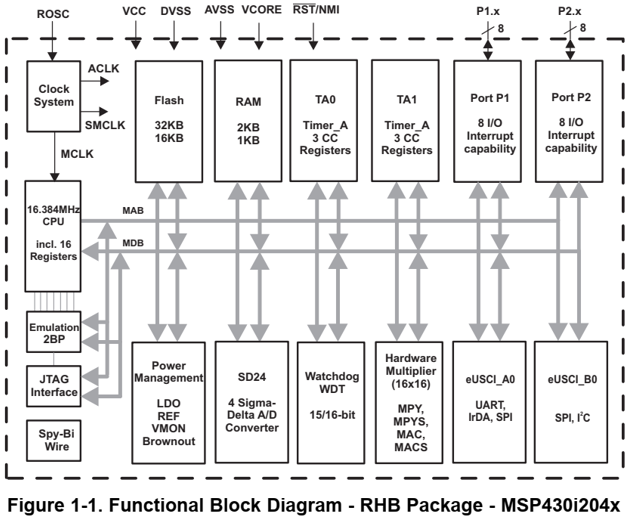 ROSC
VCC DVSS AVSS VCORE RST/NMI P1.x P2.x
8 8
Clock
System
ACLK
SMCLK
MCLK
Flash
32KB
16KB
RAM
2KB
1KB
TA0
Timer_A
3 CC
Registers
TA1
Timer_A
3 CC
Registers
Port P1
8 I/O
Interrupt
capability
Port P2
8 I/O
Interrupt
capability
16.384MHz
CPU
incl. 16
Registers
MAB
MDB
Emulation
2BP
JTAG
Interface
Spy-Bi
Wire
Power
Management
LDO
REF
VMON
Brownout
SD24
4 Sigma-
Delta A/D
Converter
Watchdog
WDT
15/16-bit
Hardware
Multiplier
(16x16)
MPY,
MPYS,
MAC,
MACS
eUSCI_A0
UART,
IrDA, SPI
eUSCI_B0
SPI, I²C
Figure 1-1. Functional Block Diagram - RHB Package - MSP430i204x